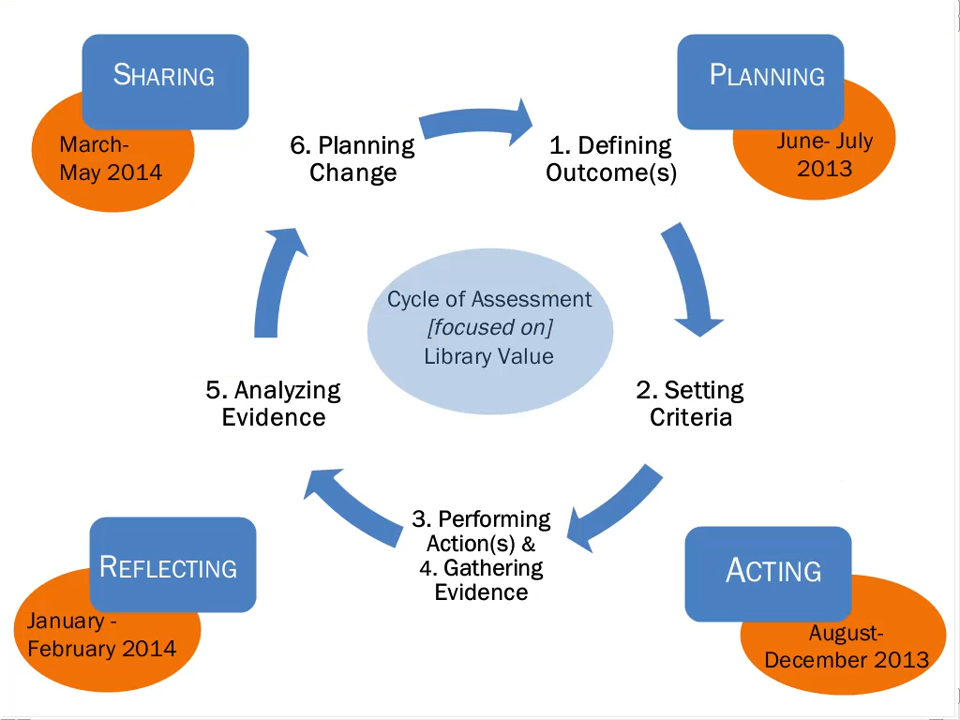 SHARING
March-
May 2014
PLANNING
June- July
2013
6. Planning
Change
1. Defining
Outcome(s)
Cycle of Assessment
[focused on]
Library Value
5. Analyzing
Evidence
2. Setting
Criteria
3. Performing
Action(s) &
4. Gathering
Evidence
REFLECTING
January -
February 2014
ACTING
August-
December 2013